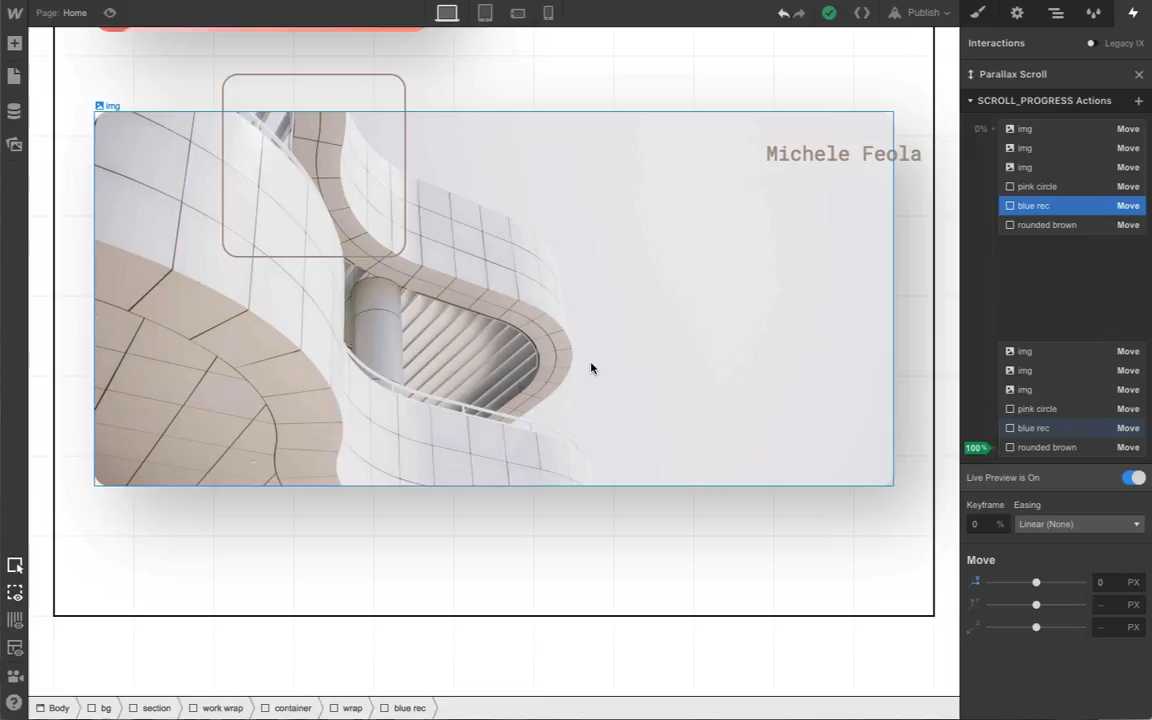 Page: Home
Publish
Interactions
Legacy IX
Parallax Scroll
SCROLL_PROGRESS Actions
0%
img Move
img Move
img Move
pink circle Move
blue rec Move
rounded brown Move
img
Michele Feola
img Move
img Move
img Move
pink circle Move
blue rec Move
100% rounded brown Move
Live Preview is On
Keyframe Easing
0 % Linear (None)
Move
X 0 PX
Y -- PX
Z -- PX
Body bg section work wrap container wrap blue rec